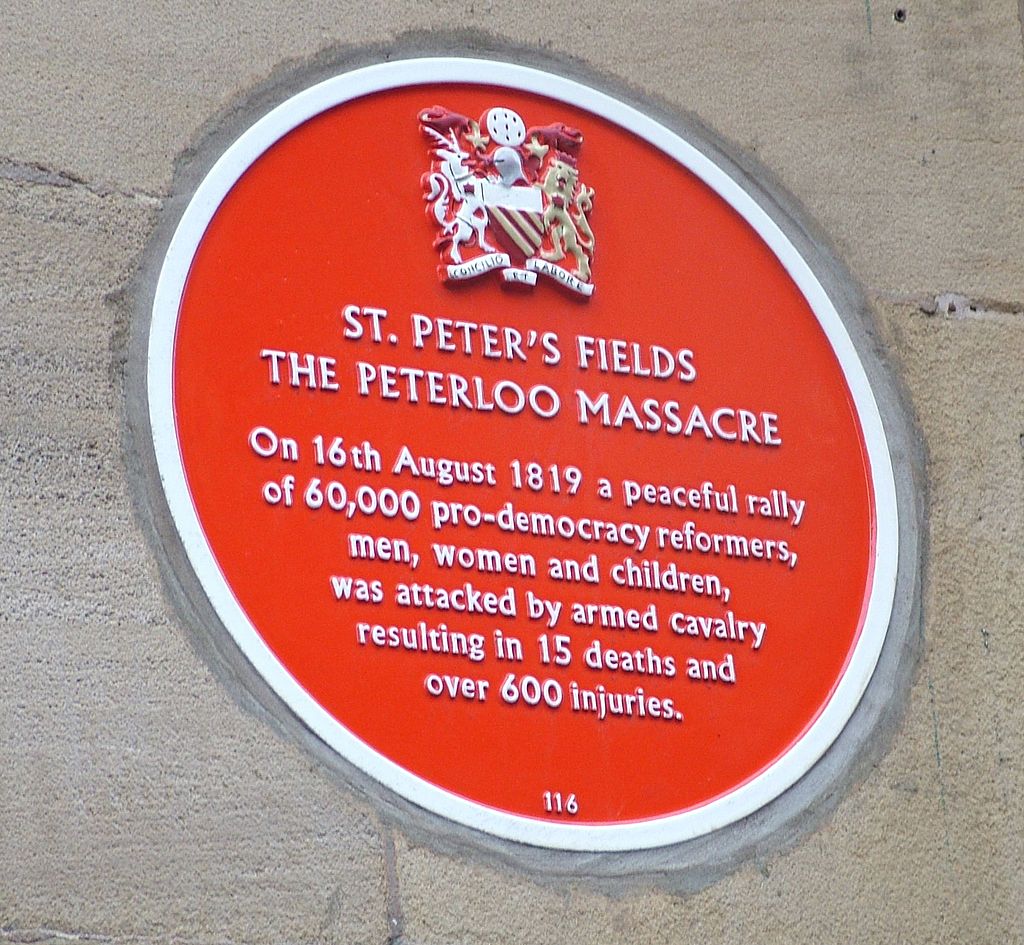 CONCILIO ET LABORE
ST. PETER'S FIELDS
THE PETERLOO MASSACRE
On 16th August 1819 a peaceful rally
of 60,000 pro-democracy reformers,
men, women and children,
was attacked by armed cavalry
resulting in 15 deaths and
over 600 injuries.
116